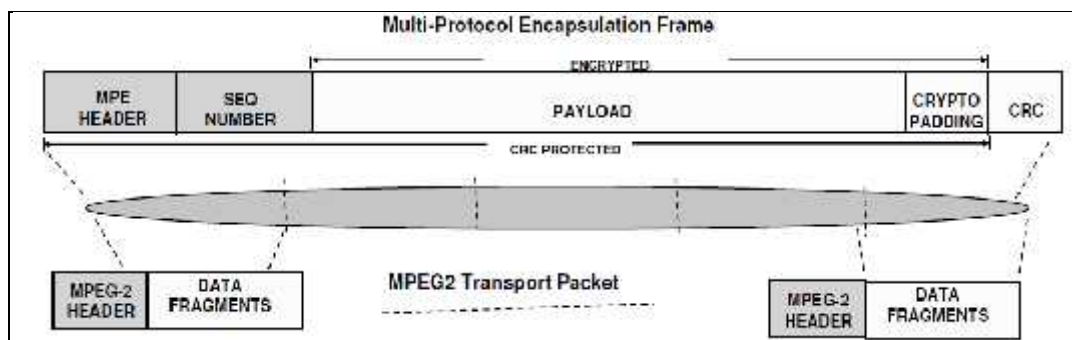 Multi-Protocol Encapsulation Frame
ENCRYPTED
MPE
HEADER
SEQ
NUMBER
PAYLOAD
CRYPTO
PADDING
CRC
CRC PROTECTED
MPEG-2
HEADER
DATA
FRAGMENTS
MPEG2 Transport Packet
MPEG-2
HEADER
DATA
FRAGMENTS